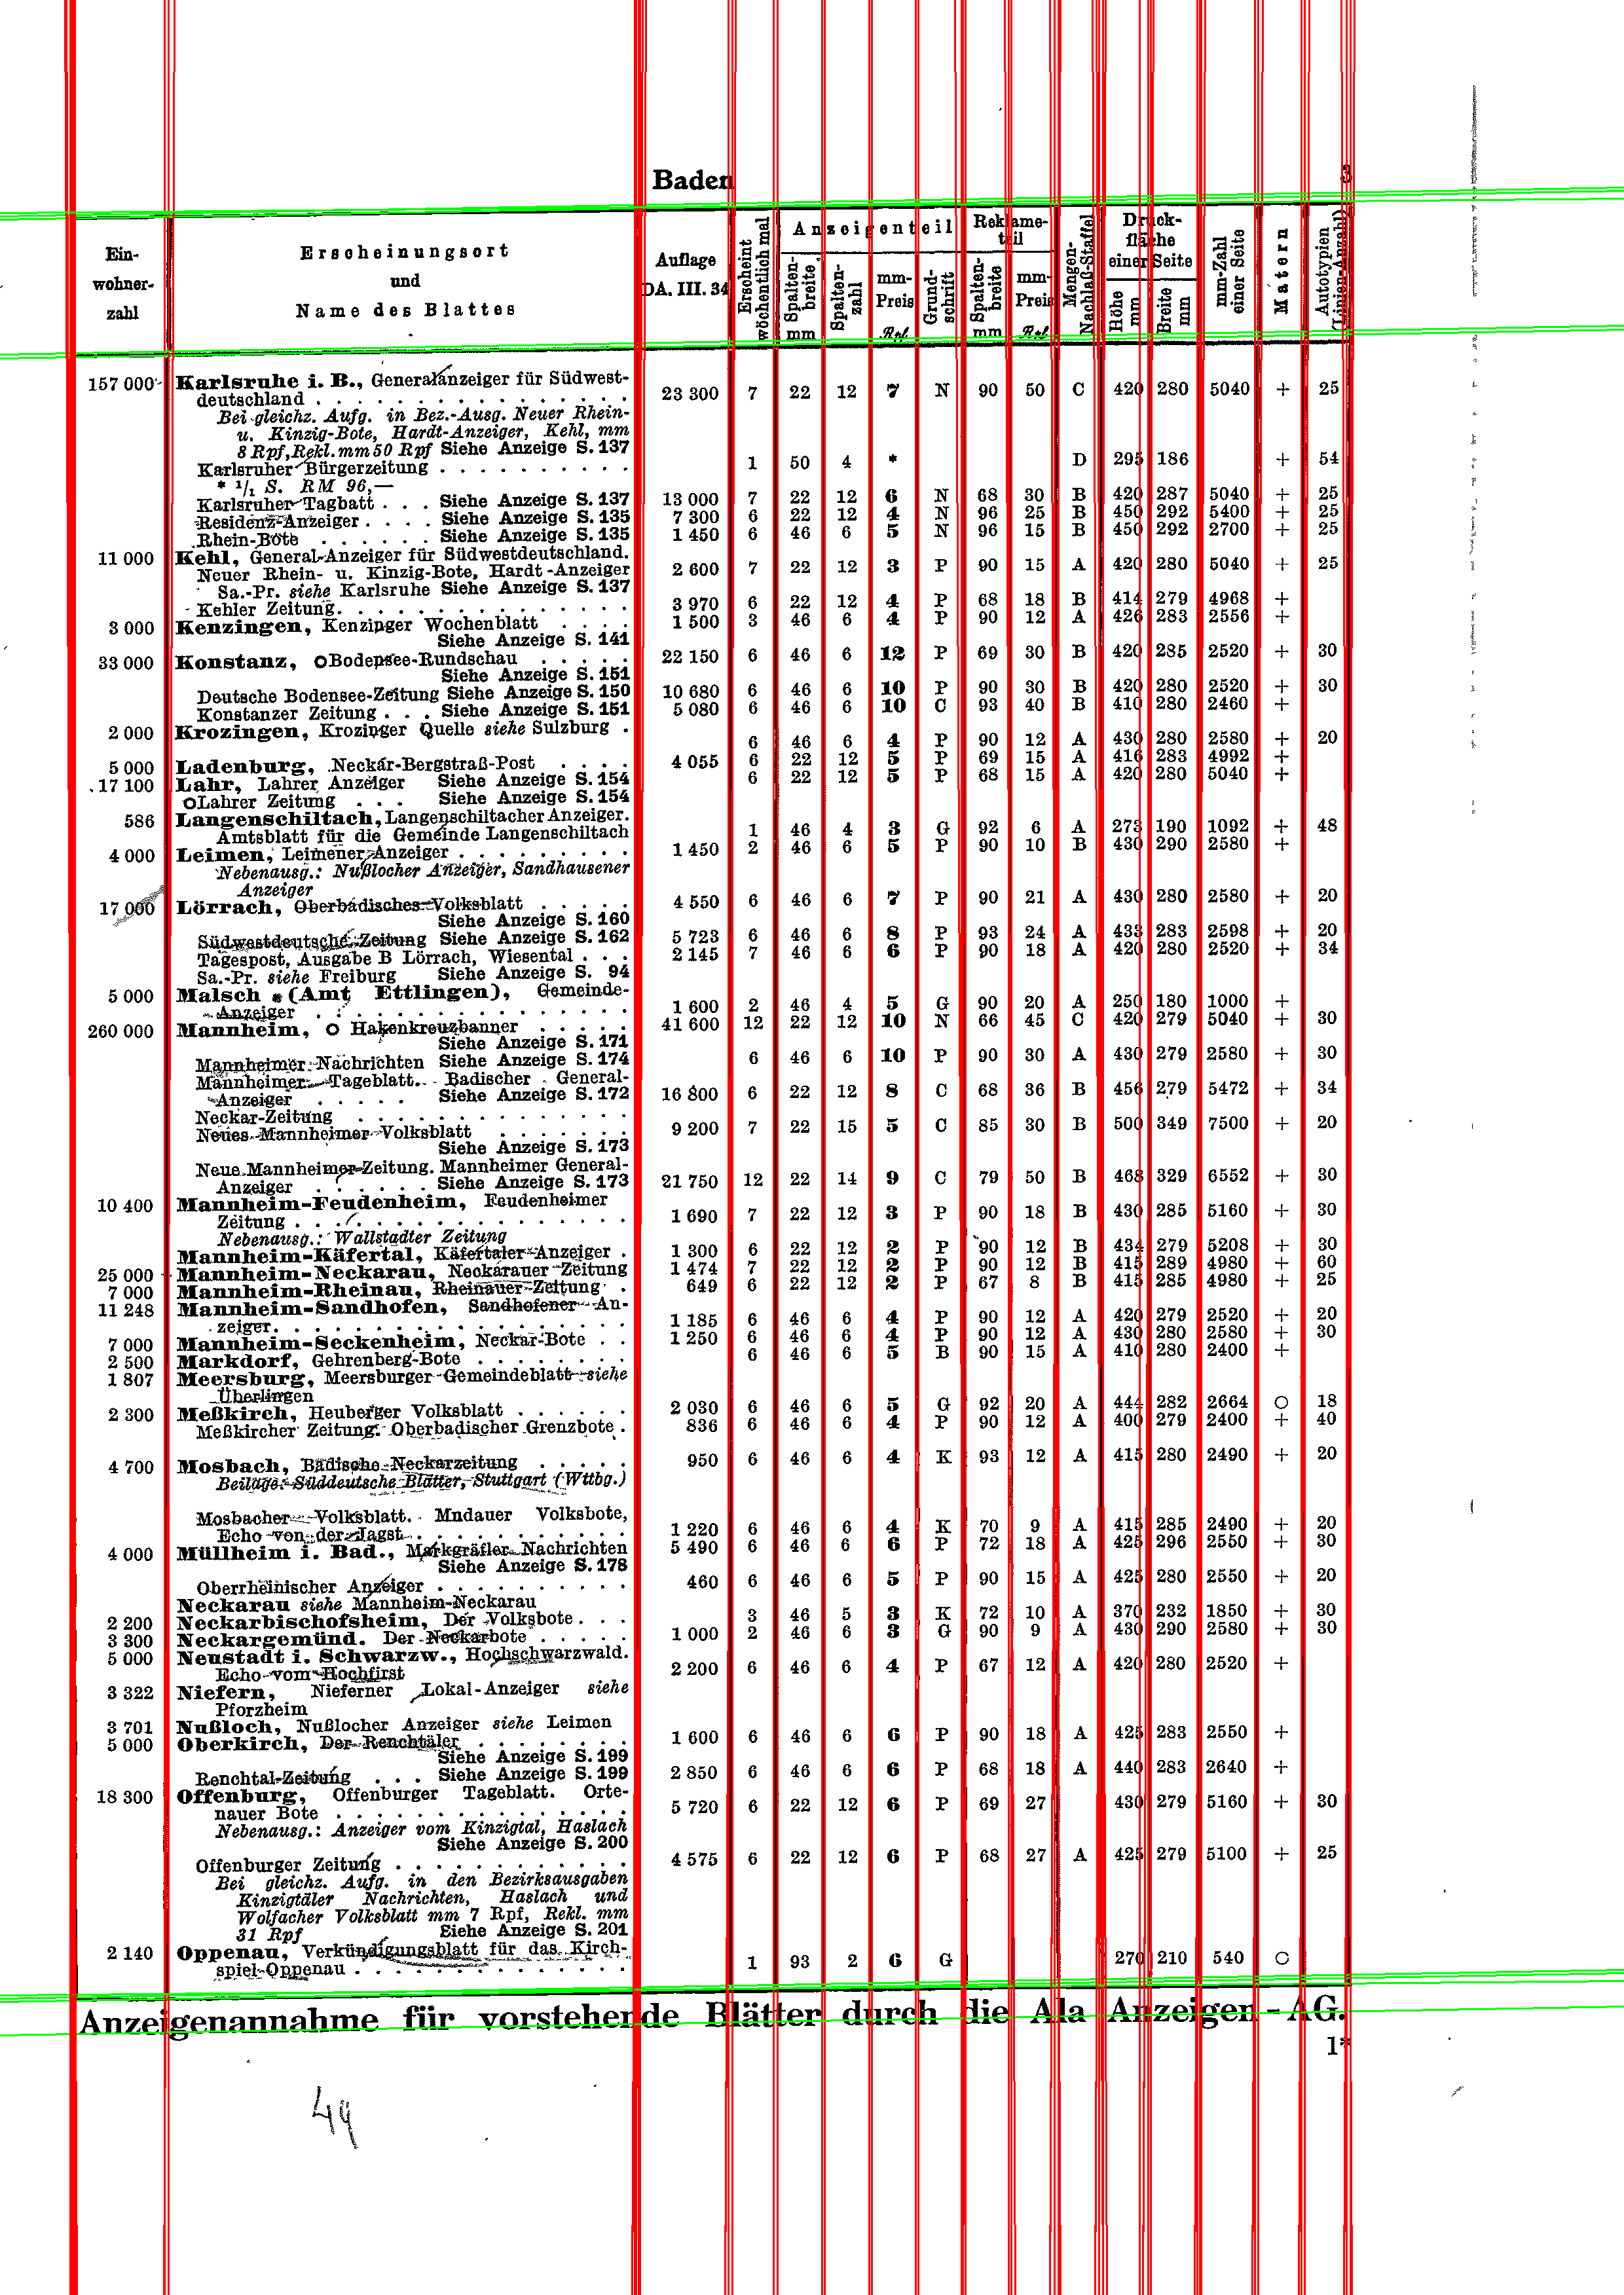 Baden
3
Ein-
wohner-
zahl
Erscheinungsort
und
Name des Blattes
Auflage
DA. III. 34
Erscheint
wöchentlich mal
Anzeigenteil
Spalten-
breite
mm
Spalten-
zahl
mm-
Preis
Rpf
Grund-
schrift
Reklame-
teil
Spalten-
breite
mm
mm-
Preis
Rpf
Mengen-
Nachlaß-Staffel
Druck-
fläche
einer Seite
Höhe
mm
Breite
mm
mm-Zahl
einer Seite
Matern
Autotypien
(Linien-Anzahl)
157 000 Karlsruhe i. B., Generalanzeiger für Südwest-
deutschland . . . 23 300 7 22 12 7 N 90 50 C 420 280 5040 + 25
Bei gleichz. Aufg. in Bez.-Ausg. Neuer Rhein-
u. Kinzig-Bote, Hardt-Anzeiger, Kehl, mm
8 Rpf, Rekl. mm 50 Rpf Siehe Anzeige S. 137
Karlsruher Bürgerzeitung . . . 1 50 4 * D 295 186 + 54
* 1/1 S. RM 96,—
Karlsruher Tagbatt . . . Siehe Anzeige S. 137 13 000 7 22 12 6 N 68 30 B 420 287 5040 + 25
Residenz-Anzeiger . . . . Siehe Anzeige S. 135 7 300 6 22 12 4 N 96 25 B 450 292 5400 + 25
Rhein-Bote . . . . . . Siehe Anzeige S. 135 1 450 6 46 6 5 N 96 15 B 450 292 2700 + 25
11 000 Kehl, General-Anzeiger für Südwestdeutschland.
Neuer Rhein- u. Kinzig-Bote, Hardt-Anzeiger 2 600 7 22 12 3 P 90 15 A 420 280 5040 + 25
Sa.-Pr. siehe Karlsruhe Siehe Anzeige S. 137
Kehler Zeitung . . . 3 970 6 22 12 4 P 68 18 B 414 279 4968 +
3 000 Kenzingen, Kenzinger Wochenblatt . . . . 1 500 3 46 6 4 P 90 12 A 426 283 2556 +
Siehe Anzeige S. 141
33 000 Konstanz, O Bodensee-Rundschau . . . . . 22 150 6 46 6 12 P 69 30 B 420 285 2520 + 30
Siehe Anzeige S. 151
Deutsche Bodensee-Zeitung Siehe Anzeige S. 150 10 680 6 46 6 10 P 90 30 B 420 280 2520 + 30
Konstanzer Zeitung . . . Siehe Anzeige S. 151 5 080 6 46 6 10 C 93 40 B 410 280 2460 +
2 000 Krozingen, Krozinger Quelle siehe Sulzburg .
6 46 6 4 P 90 12 A 430 280 2580 + 20
5 000 Ladenburg, Neckar-Bergstraß-Post . . . . 4 055 6 22 12 5 P 69 15 A 416 283 4992 +
17 100 Lahr, Lahrer Anzeiger Siehe Anzeige S. 154 6 22 12 5 P 68 15 A 420 280 5040 +
O Lahrer Zeitung . . . Siehe Anzeige S. 154
586 Langenschiltach, Langenschiltacher Anzeiger.
Amtsblatt für die Gemeinde Langenschiltach 1 46 4 3 G 92 6 A 273 190 1092 + 48
4 000 Leimen, Leimener Anzeiger . . . 1 450 2 46 6 5 P 90 10 B 430 290 2580 +
Nebenausg.: Nußlocher Anzeiger, Sandhausener
Anzeiger
17 000 Lörrach, Oberbadisches Volksblatt . . . . . 4 550 6 46 6 7 P 90 21 A 430 280 2580 + 20
Siehe Anzeige S. 160
Südwestdeutsche Zeitung Siehe Anzeige S. 162 5 723 6 46 6 8 P 93 24 A 433 283 2598 + 20
Tagespost, Ausgabe B Lörrach, Wiesental . . . 2 145 7 46 6 6 P 90 18 A 420 280 2520 + 34
Sa.-Pr. siehe Freiburg Siehe Anzeige S. 94
5 000 Malsch (Amt Ettlingen), Gemeinde-
Anzeiger . . . 1 600 2 46 4 5 G 90 20 A 250 180 1000 +
260 000 Mannheim, O Hakenkreuzbanner . . . . . 41 600 12 22 12 10 N 66 45 C 420 279 5040 + 30
Siehe Anzeige S. 171
Mannheimer Nachrichten Siehe Anzeige S. 174 6 46 6 10 P 90 30 A 430 279 2580 + 30
Mannheimer Tageblatt. Badischer General-
Anzeiger . . . . . Siehe Anzeige S. 172 16 800 6 22 12 8 C 68 36 B 456 279 5472 + 34
Neckar-Zeitung . . .
Neues Mannheimer Volksblatt . . . 9 200 7 22 15 5 C 85 30 B 500 349 7500 + 20
Siehe Anzeige S. 173
Neue Mannheimer Zeitung. Mannheimer General-
Anzeiger . . . . . . Siehe Anzeige S. 173 21 750 12 22 14 9 C 79 50 B 468 329 6552 + 30
10 400 Mannheim-Feudenheim, Feudenheimer
Zeitung . . . 1 690 7 22 12 3 P 90 18 B 430 285 5160 + 30
Nebenausg.: Wallstadter Zeitung
Mannheim-Käfertal, Käfertaler Anzeiger . 1 300 6 22 12 2 P 90 12 B 434 279 5208 + 30
25 000 Mannheim-Neckarau, Neckarauer Zeitung 1 474 7 22 12 2 P 90 12 B 415 289 4980 + 60
7 000 Mannheim-Rheinau, Rheinauer Zeitung . 649 6 22 12 2 P 67 8 B 415 285 4980 + 25
11 248 Mannheim-Sandhofen, Sandhofener An-
zeiger . . . 1 185 6 46 6 4 P 90 12 A 420 279 2520 + 20
7 000 Mannheim-Seckenheim, Neckar-Bote . . 1 250 6 46 6 4 P 90 12 A 430 280 2580 + 30
2 500 Markdorf, Gehrenberg-Bote . . . 6 46 6 5 B 90 15 A 410 280 2400 +
1 807 Meersburg, Meersburger Gemeindeblatt siehe
Überlingen
2 300 Meßkirch, Heuberger Volksblatt . . . . . . 2 030 6 46 6 5 G 92 20 A 444 282 2664 O 18
Meßkircher Zeitung. Oberbadischer Grenzbote . 836 6 46 6 4 P 90 12 A 400 279 2400 + 40
4 700 Mosbach, Badische Neckarzeitung . . . . . 950 6 46 6 4 K 93 12 A 415 280 2490 + 20
Beilage: Süddeutsche Blätter, Stuttgart (Wttbg.)
Mosbacher Volksblatt. Mudauer Volksbote,
Echo von der Jagst . . . 1 220 6 46 6 4 K 70 9 A 415 285 2490 + 20
4 000 Müllheim i. Bad., Markgräfler Nachrichten 5 490 6 46 6 6 P 72 18 A 425 296 2550 + 30
Siehe Anzeige S. 178
Oberrheinischer Anzeiger . . . 460 6 46 6 5 P 90 15 A 425 280 2550 + 20
Neckarau siehe Mannheim-Neckarau
2 200 Neckarbischofsheim, Der Volksbote . . . 3 46 5 3 K 72 10 A 370 232 1850 + 30
3 300 Neckargemünd. Der Neckarbote . . . . . 1 000 2 46 6 3 G 90 9 A 430 290 2580 + 30
5 000 Neustadt i. Schwarzw., Hochschwarzwald.
Echo vom Hochfirst 2 200 6 46 6 4 P 67 12 A 420 280 2520 +
3 322 Niefern, Nieferner Lokal-Anzeiger siehe
Pforzheim
3 701 Nußloch, Nußlocher Anzeiger siehe Leimen
5 000 Oberkirch, Der Renchtäler . . . 1 600 6 46 6 6 P 90 18 A 425 283 2550 +
Siehe Anzeige S. 199
Renchtal-Zeitung . . . Siehe Anzeige S. 199 2 850 6 46 6 6 P 68 18 A 440 283 2640 +
18 300 Offenburg, Offenburger Tageblatt. Orte-
nauer Bote . . . 5 720 6 22 12 6 P 69 27 430 279 5160 + 30
Nebenausg.: Anzeiger vom Kinzigtal, Haslach
Siehe Anzeige S. 200
Offenburger Zeitung . . . 4 575 6 22 12 6 P 68 27 A 425 279 5100 + 25
Bei gleichz. Aufg. in den Bezirksausgaben
Kinzigtäler Nachrichten, Haslach und
Wolfacher Volksblatt mm 7 Rpf, Rekl. mm
31 Rpf Siehe Anzeige S. 201
2 140 Oppenau, Verkündigungsblatt für das Kirch-
spiel Oppenau . . . 1 93 2 6 G 270 210 540 O
Anzeigenannahme für vorstehende Blätter durch die Ala Anzeigen-AG.
1*